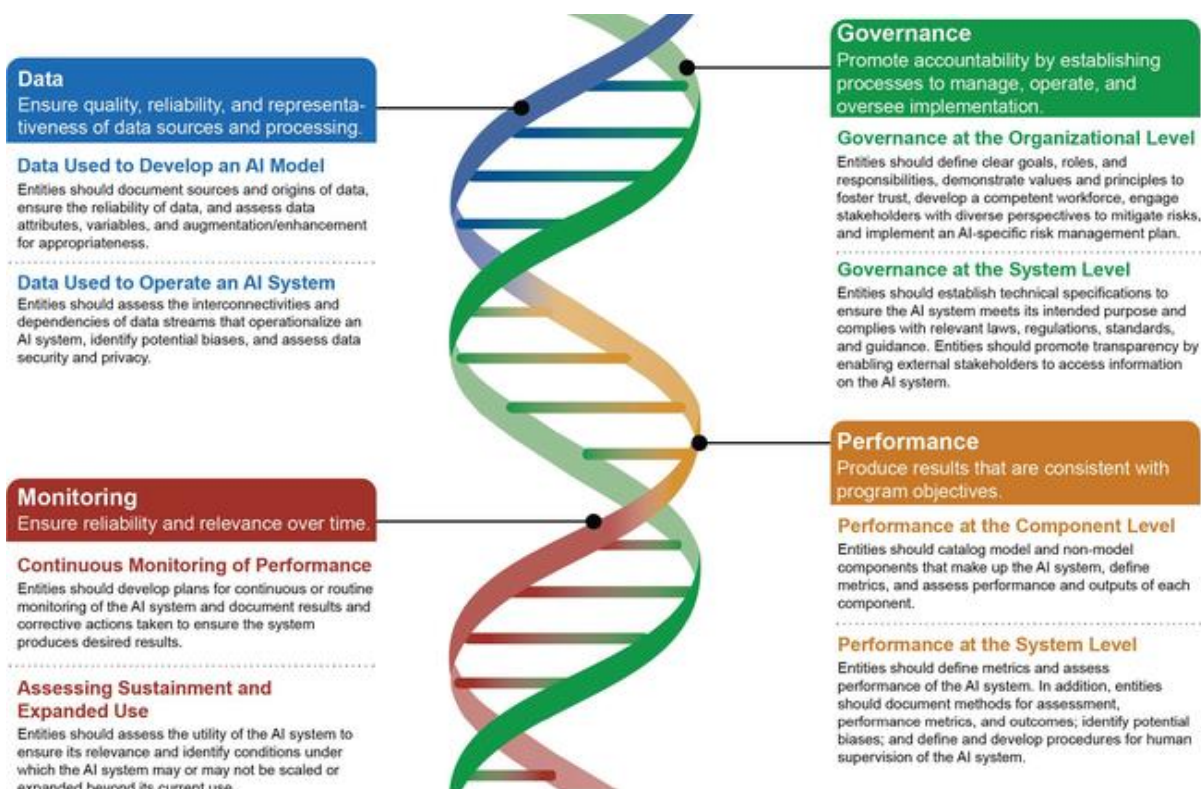 Data
Ensure quality, reliability, and representa-
tiveness of data sources and processing.
Data Used to Develop an AI Model
Entities should document sources and origins of data,
ensure the reliability of data, and assess data
attributes, variables, and augmentation/enhancement
for appropriateness.
Data Used to Operate an AI System
Entities should assess the interconnectivities and
dependencies of data streams that operationalize an
AI system, identify potential biases, and assess data
security and privacy.
Monitoring
Ensure reliability and relevance over time.
Continuous Monitoring of Performance
Entities should develop plans for continuous or routine
monitoring of the AI system and document results and
corrective actions taken to ensure the system
produces desired results.
Assessing Sustainment and
Expanded Use
Entities should assess the utility of the AI system to
ensure its relevance and identify conditions under
which the AI system may or may not be scaled or
expanded beyond its current use.
Governance
Promote accountability by establishing
processes to manage, operate, and
oversee implementation.
Governance at the Organizational Level
Entities should define clear goals, roles, and
responsibilities, demonstrate values and principles to
foster trust, develop a competent workforce, engage
stakeholders with diverse perspectives to mitigate risks,
and implement an AI-specific risk management plan.
Governance at the System Level
Entities should establish technical specifications to
ensure the AI system meets its intended purpose and
complies with relevant laws, regulations, standards,
and guidance. Entities should promote transparency by
enabling external stakeholders to access information
on the AI system.
Performance
Produce results that are consistent with
program objectives.
Performance at the Component Level
Entities should catalog model and non-model
components that make up the AI system, define
metrics, and assess performance and outputs of each
component.
Performance at the System Level
Entities should define metrics and assess
performance of the AI system. In addition, entities
should document methods for assessment,
performance metrics, and outcomes; identify potential
biases; and define and develop procedures for human
supervision of the AI system.